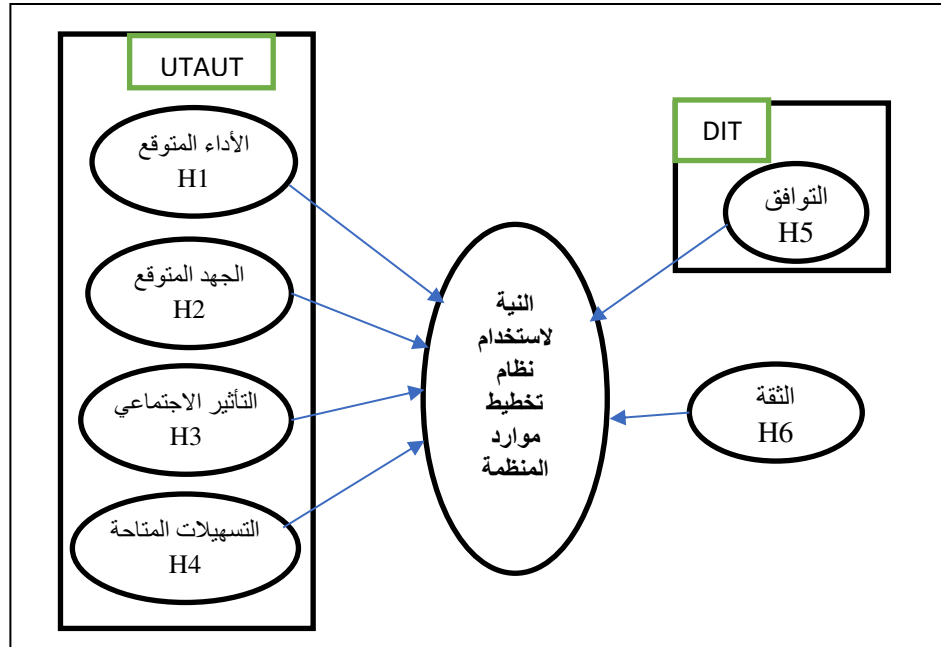 UTAUT
الأداء المتوقع
H1
الجهد المتوقع
H2
التأثير الاجتماعي
H3
التسهيلات المتاحة
H4
النية
لاستخدام
نظام
تخطيط
موارد
المنظمة
DIT
التوافق
H5
الثقة
H6